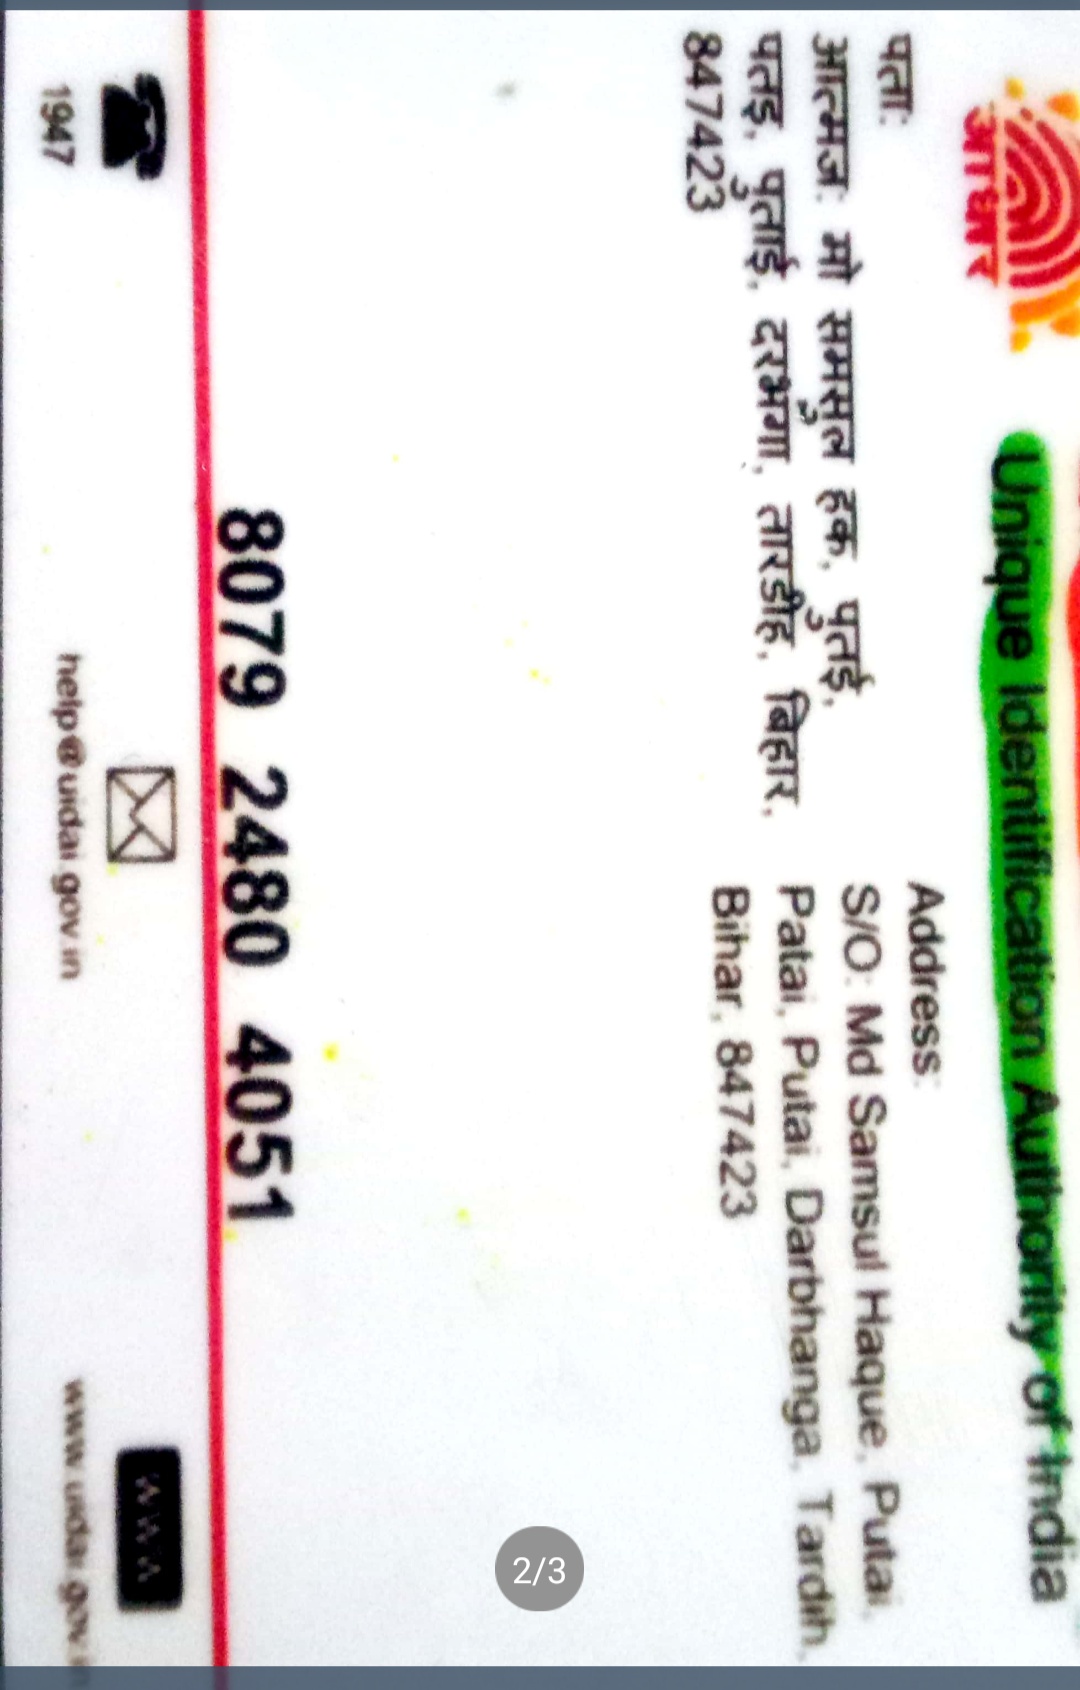 आधार
Unique Identification Authority of India
पता:
आत्मज: मो समसुल हक, पुतई,
पतइ, पुताई, दरभंगा, तारडीह, बिहार,
847423
Address:
S/O: Md Samsul Haque, Putai,
Patai, Putai, Darbhanga, Tardih,
Bihar, 847423
8079 2480 4051
1947
help@uidai.gov.in
WWW
www.uidai.gov.in
2/3